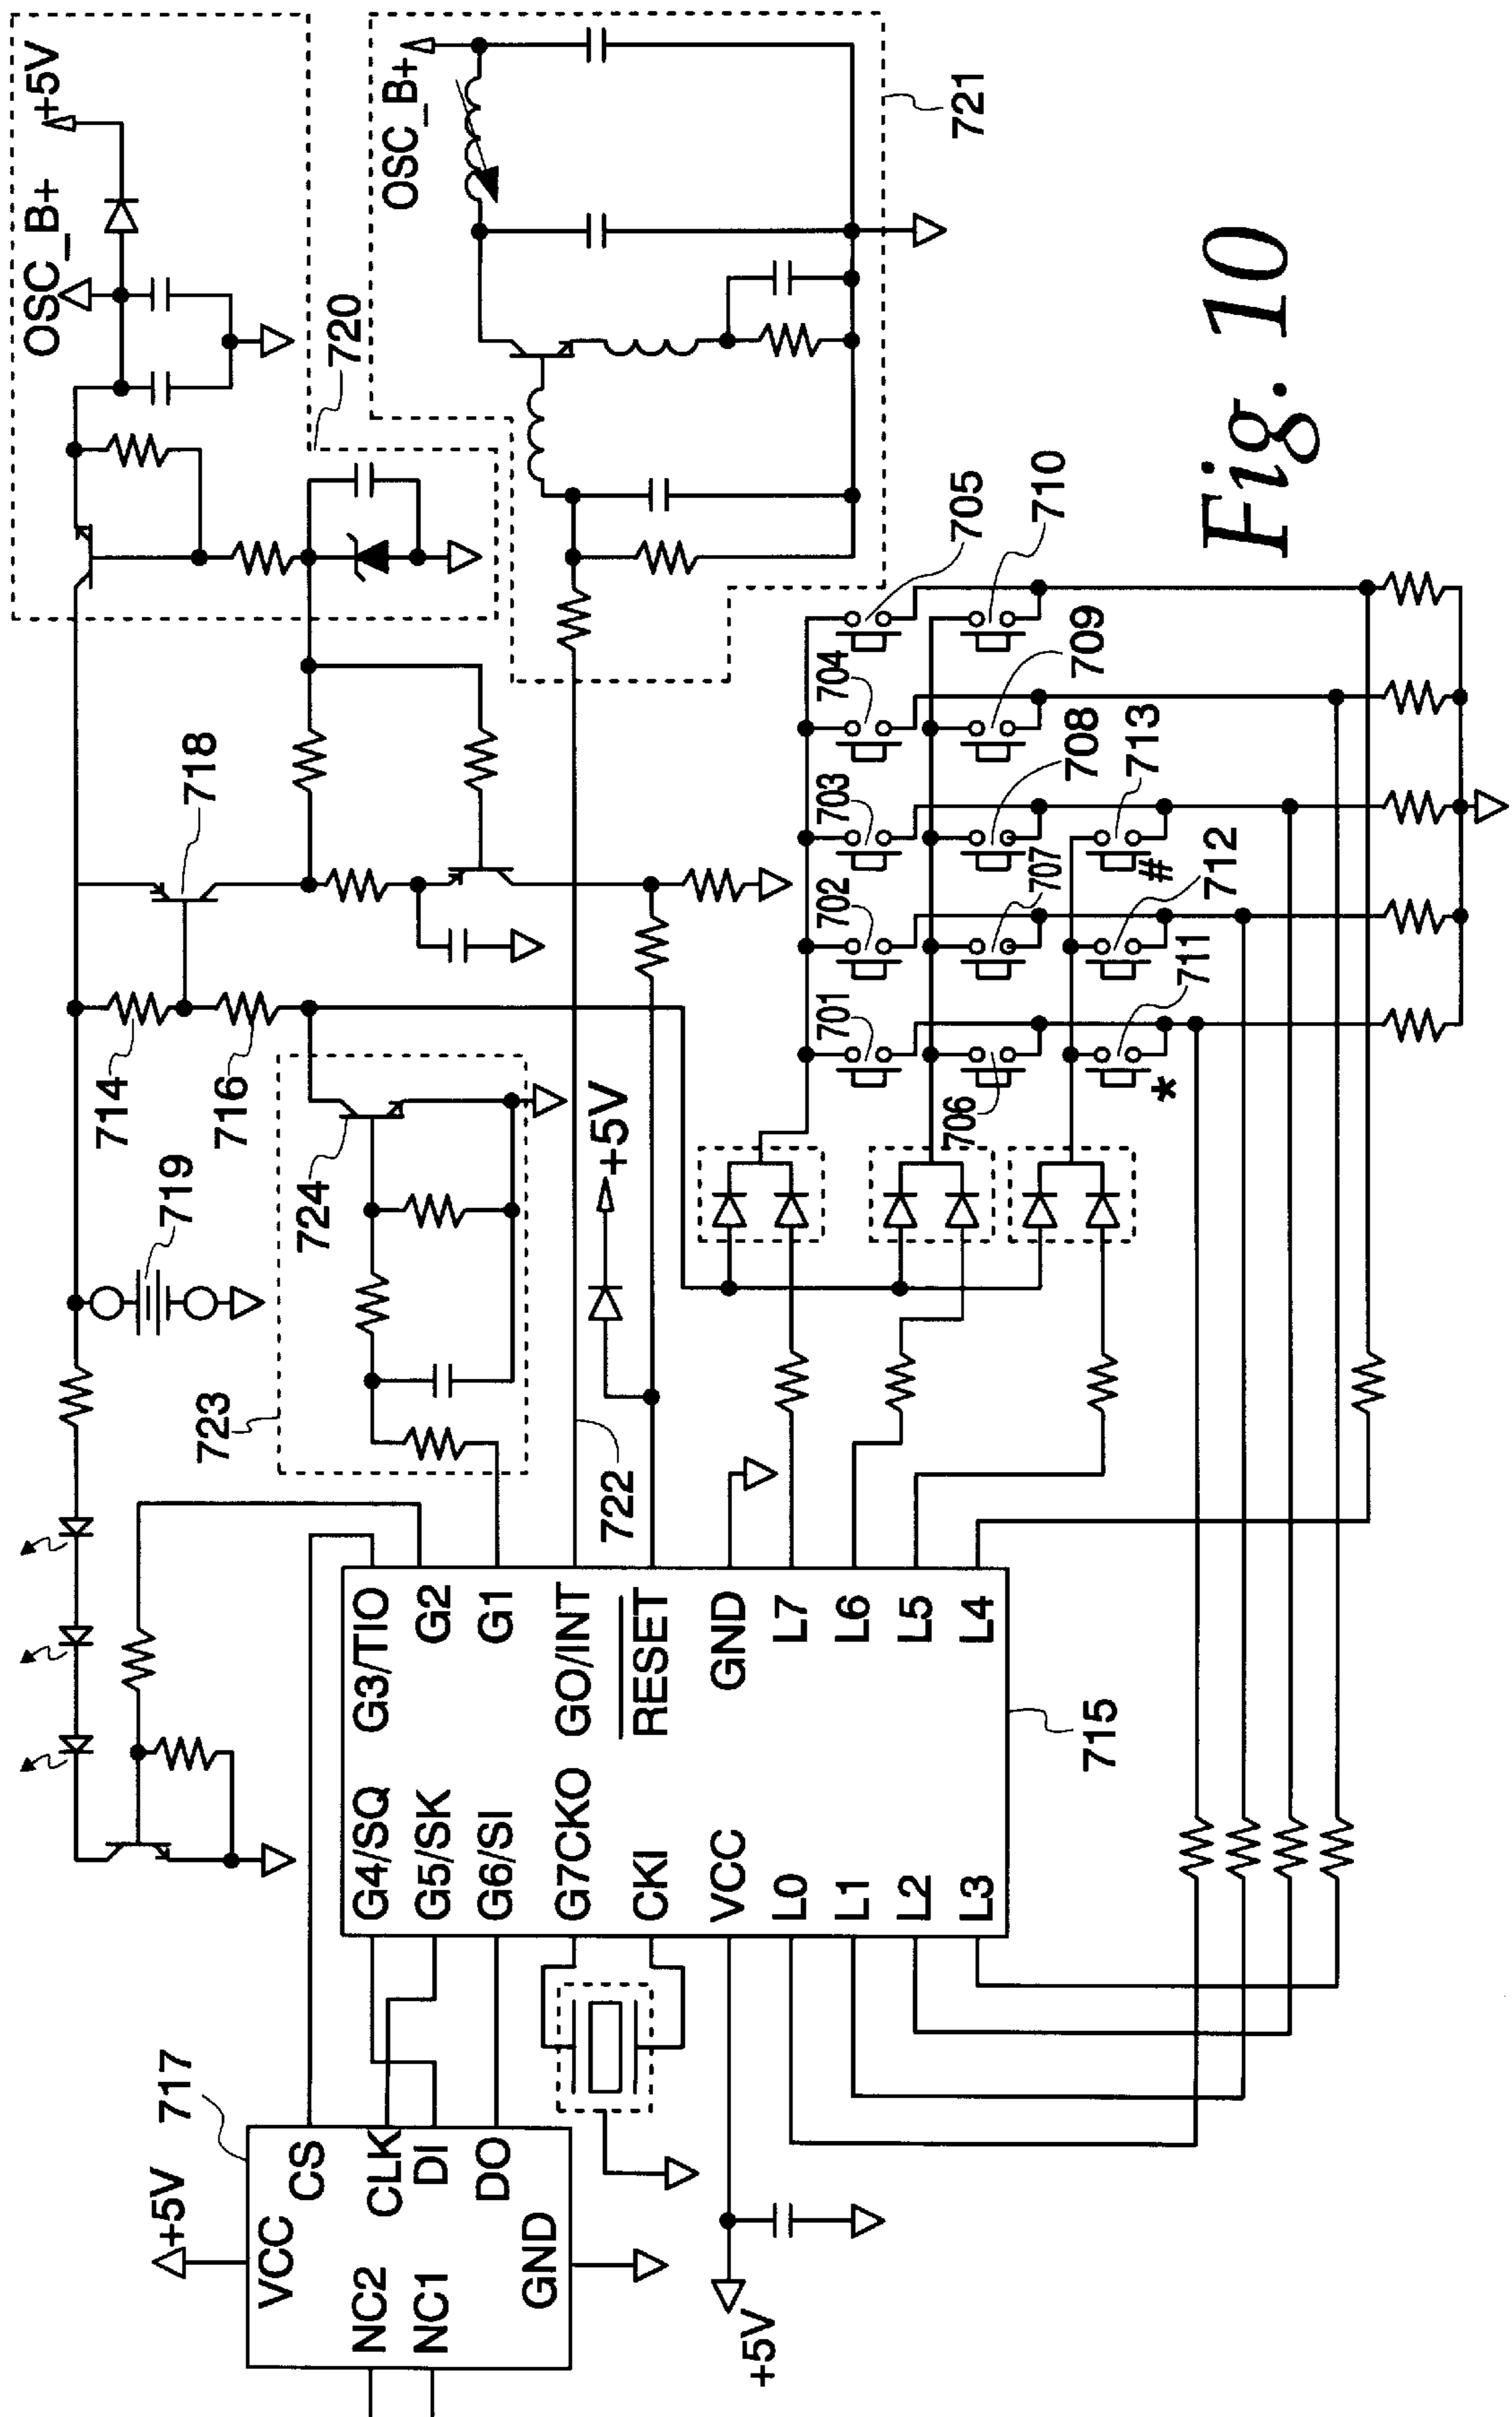 +5V
OSC_B+
720
OSC_B+
721
718
714
716
719
724
723
+5V
722
717
+5V
VCC
CS
CLK
DI
DO
NC2
NC1
GND
G4/SQ
G3/TIO
G5/SK
G2
G6/SI
G1
G7CKO
GO/INT
CKI
RESET
VCC
GND
L0
L7
L1
L6
L2
L5
L3
L4
715
+5V
701
702
703
704
705
706
707
708
709
710
711
712
713
*
#
Fig. 10